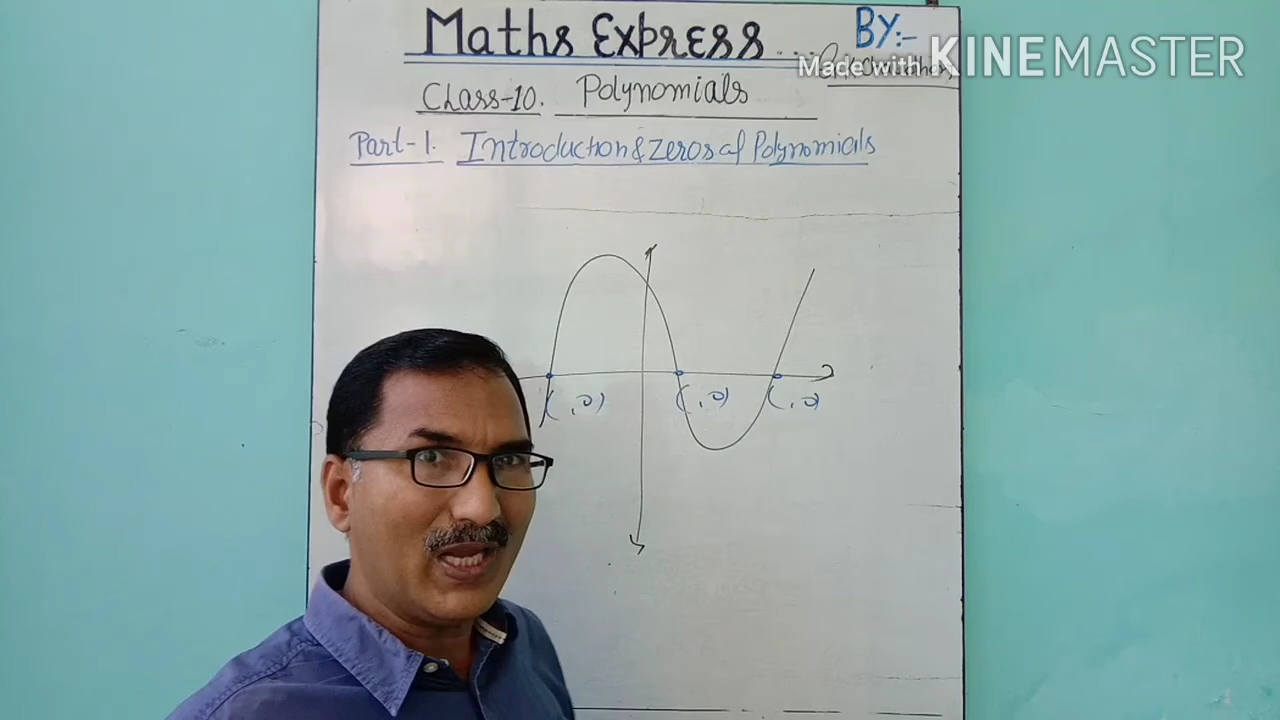 Maths Express .... BY:-
Made with KINEMASTER
Class-10. Polynomials
Part-1. Introduction & Zeros of Polynomials
( ,0) ( ,0) ( ,0)